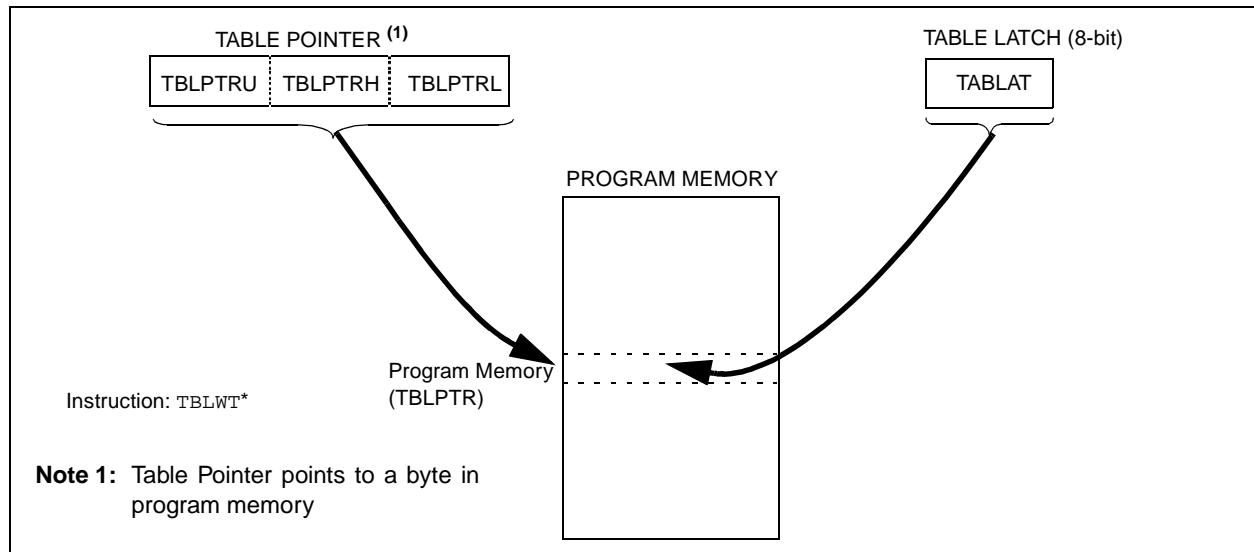 TABLE POINTER (1)
TABLE LATCH (8-bit)
TBLPTRU TBLPTRH TBLPTRL
TABLAT
PROGRAM MEMORY
Program Memory
(TBLPTR)
Instruction: TBLWT*
Note 1: Table Pointer points to a byte in
program memory